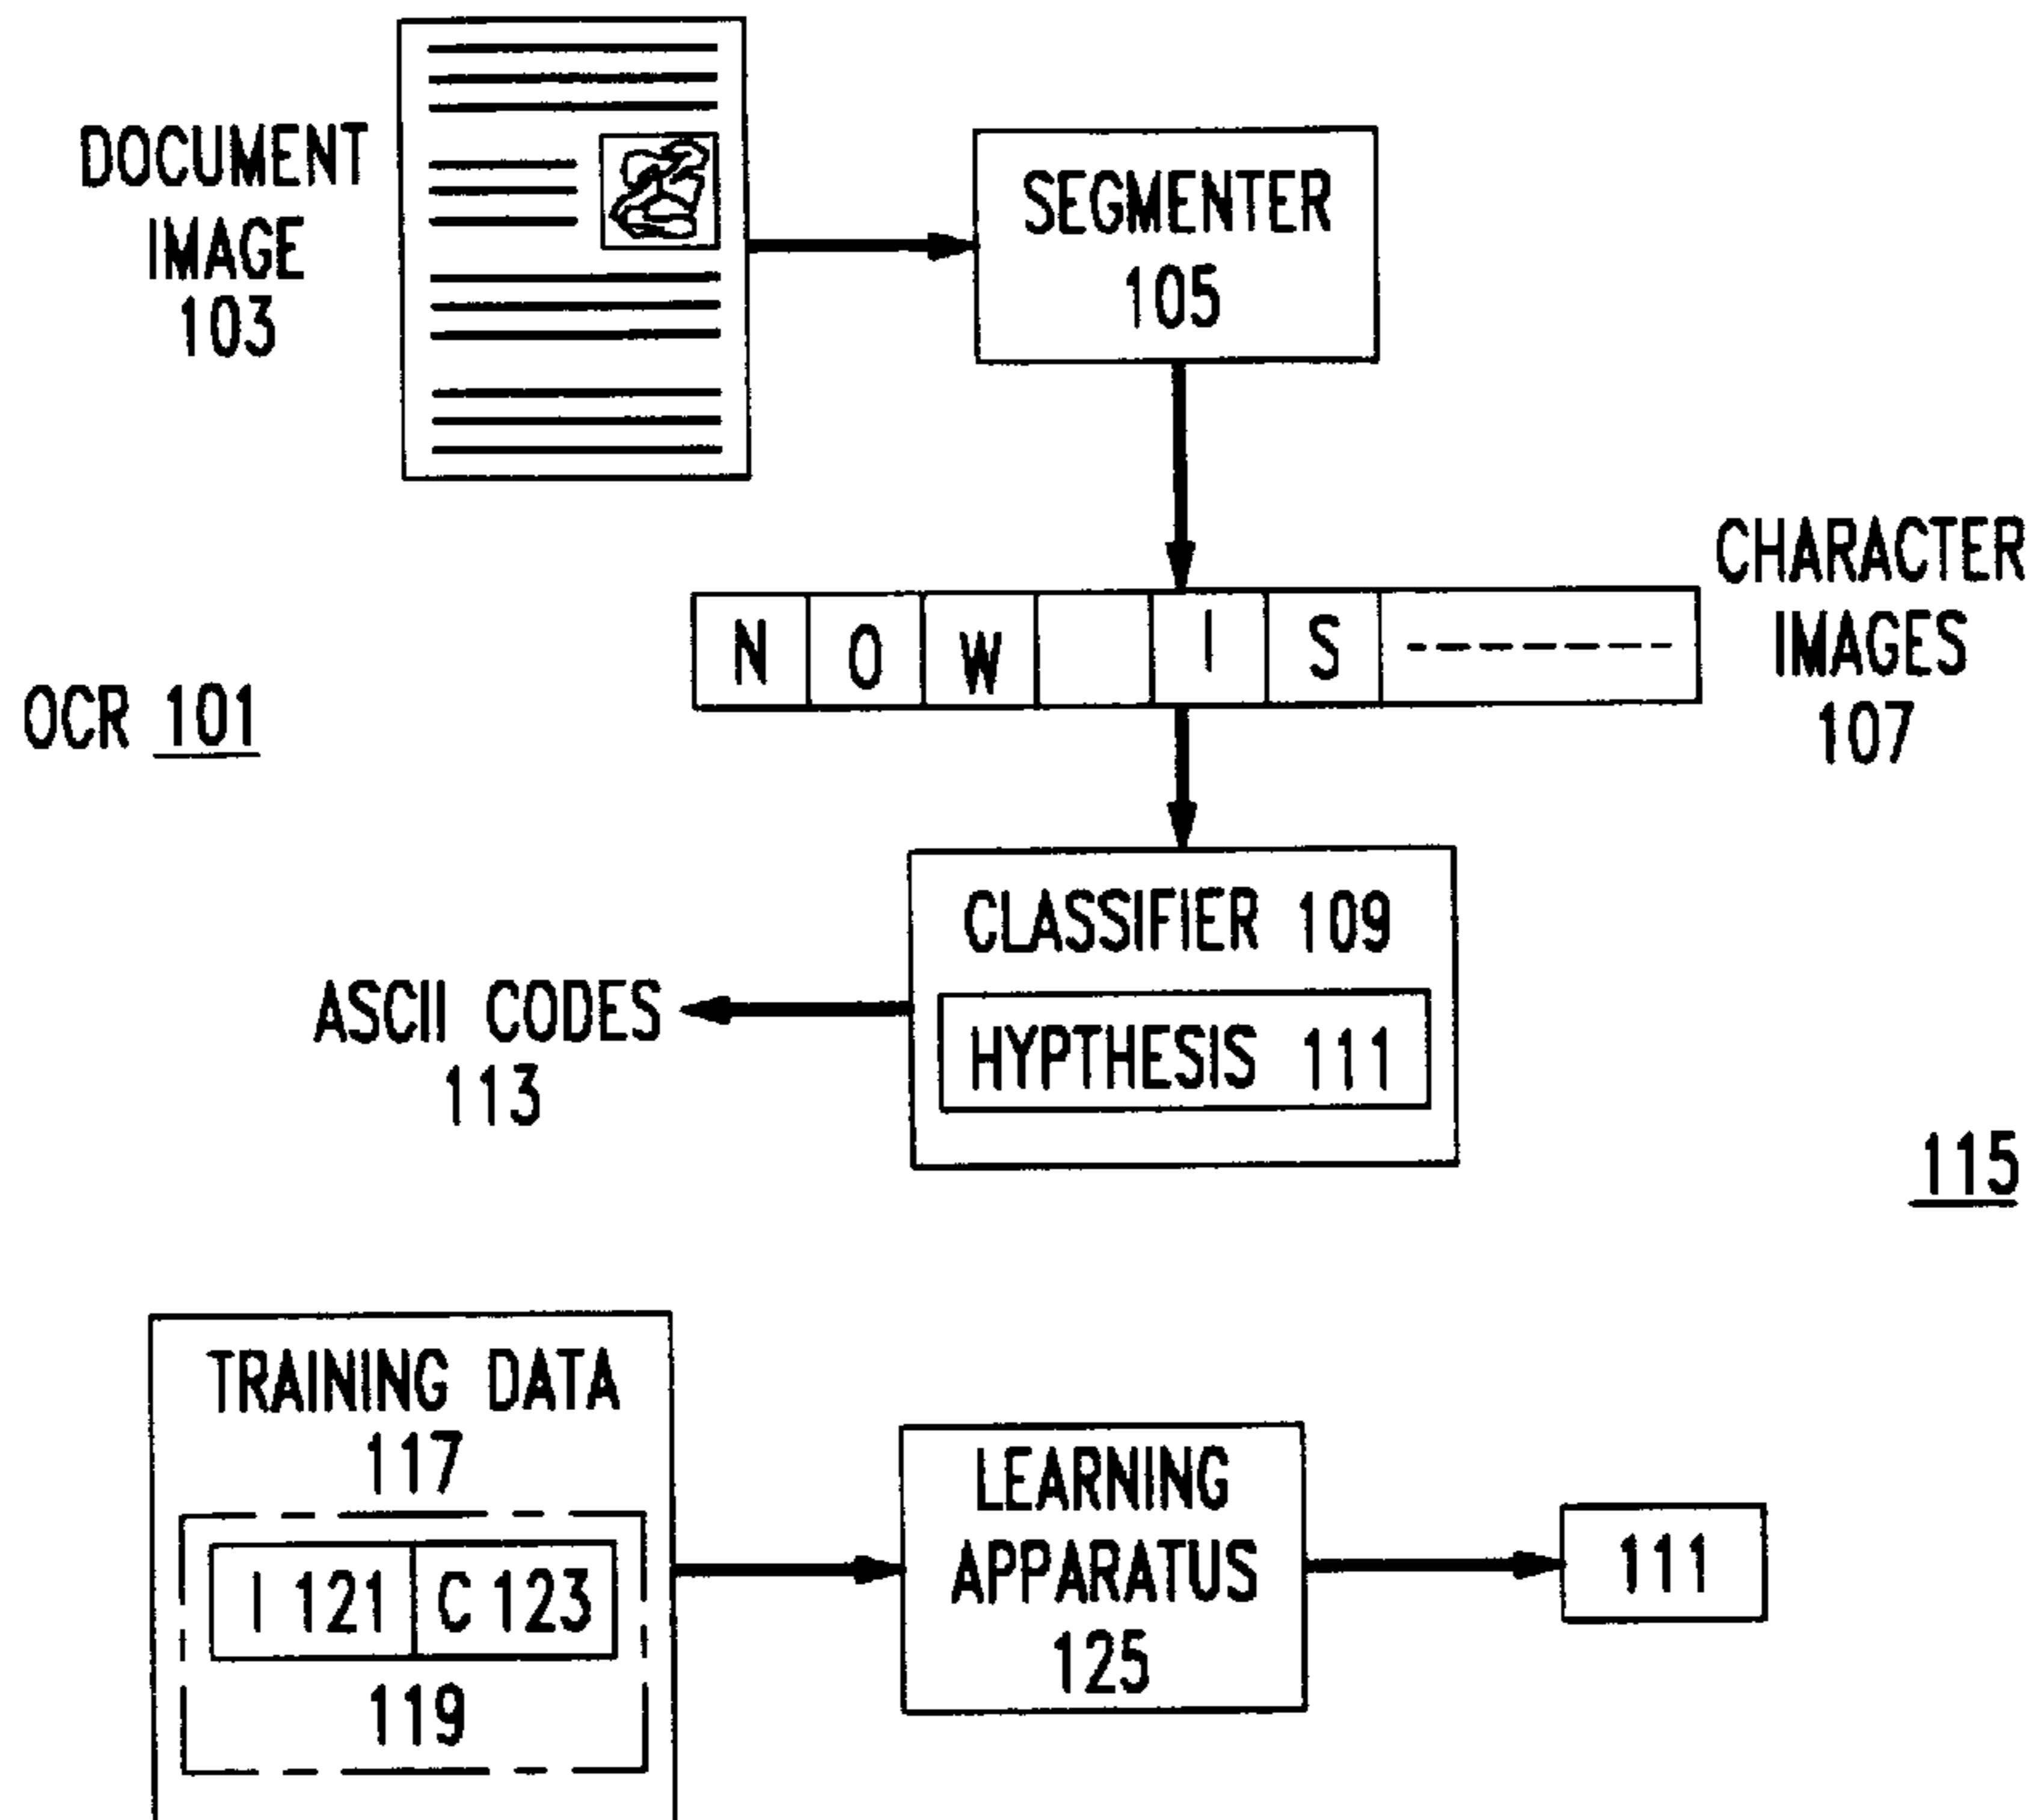 DOCUMENT
IMAGE
103
SEGMENTER
105
CHARACTER
IMAGES
107
N O W I S
OCR 101
CLASSIFIER 109
HYPTHESIS 111
ASCII CODES
113
115
TRAINING DATA
117
I 121 C 123
119
LEARNING
APPARATUS
125
111